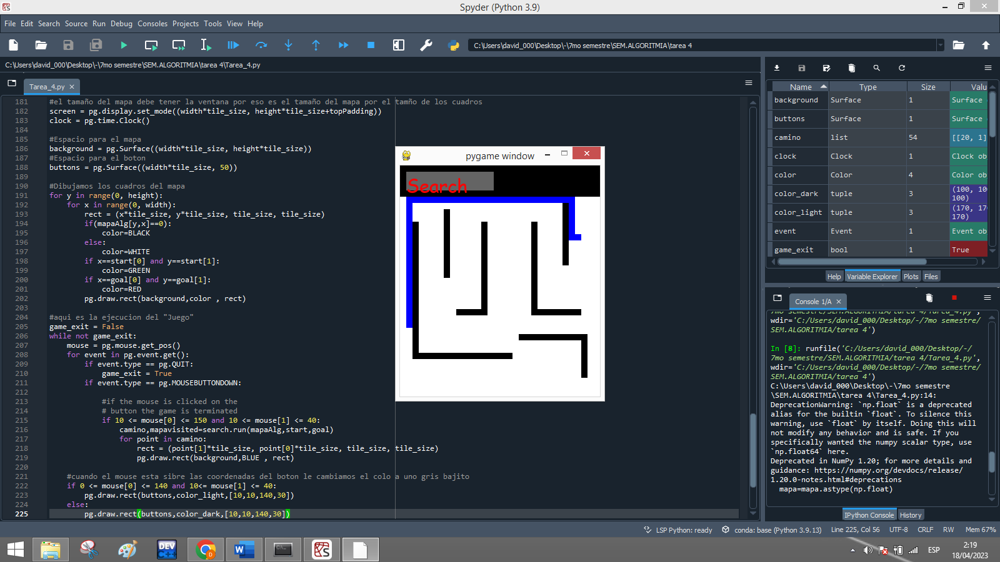 Spyder (Python 3.9)
File Edit Search Source Run Debug Consoles Projects Tools View Help
C:\Users\david_000\Desktop\-\7mo semestre\SEM.ALGORITMIA\tarea 4
C:\Users\david_000\Desktop\-\7mo semestre\SEM.ALGORITMIA\tarea 4\Tarea_4.py
Tarea_4.py
181 #el tamaño del mapa debe tener la ventana por eso es el tamaño del mapa por el tamño de los cuadros
182 screen = pg.display.set_mode((width*tile_size, height*tile_size+topPadding))
183 clock = pg.time.Clock()
184
185 #Espacio para el mapa
186 background = pg.Surface((width*tile_size, height*tile_size))
187 #Espacio para el boton
188 buttons = pg.Surface((width*tile_size, 50))
189
190 #Dibujamos los cuadros del mapa
191 for y in range(0, height):
192 for x in range(0, width):
193 rect = (x*tile_size, y*tile_size, tile_size, tile_size)
194 if(mapaAlg[y,x]==0):
195 color=BLACK
196 else:
197 color=WHITE
198 if x==start[0] and y==start[1]:
199 color=GREEN
200 if x==goal[0] and y==goal[1]:
201 color=RED
202 pg.draw.rect(background,color , rect)
203
204 #aqui es la ejecucion del "Juego"
205 game_exit = False
206 while not game_exit:
207 mouse = pg.mouse.get_pos()
208 for event in pg.event.get():
209 if event.type == pg.QUIT:
210 game_exit = True
211 if event.type == pg.MOUSEBUTTONDOWN:
212
213 #if the mouse is clicked on the
214 # button the game is terminated
215 if 10 <= mouse[0] <= 150 and 10 <= mouse[1] <= 40:
216 camino,mapavisited=search.run(mapaAlg,start,goal)
217 for point in camino:
218 rect = (point[1]*tile_size, point[0]*tile_size, tile_size, tile_size)
219 pg.draw.rect(background,BLUE , rect)
220
221 #cuando el mouse esta sibre las coordenadas del boton le cambiamos el colo a uno gris bajito
222 if 0 <= mouse[0] <= 140 and 10<= mouse[1] <= 40:
223 pg.draw.rect(buttons,color_light,[10,10,140,30])
224 else:
225 pg.draw.rect(buttons,color_dark,[10,10,140,30])
pygame window
Search
Name Type Size Valu
background Surface 1 Surface
buttons Surface 1 Surface
camino list 54 [[20, 1]
clock Clock 1 Clock ob
color Color 4 Color ob
color_dark tuple 3 (100, 10
100)
color_light tuple 3 (170, 17
170)
event Event 1 Event ob
game_exit bool 1 True
Help Variable Explorer Plots Files
Console 1/A
7mo semestre/SEM.ALGORITMIA/tarea 4/Tarea_4.py',
wdir='C:/Users/david_000/Desktop/-/7mo semestre/
SEM.ALGORITMIA/tarea 4')
In [8]: runfile('C:/Users/david_000/Desktop/-/
7mo semestre/SEM.ALGORITMIA/tarea 4/Tarea_4.py',
wdir='C:/Users/david_000/Desktop/-/7mo semestre/
SEM.ALGORITMIA/tarea 4')
C:\Users\david_000\Desktop\-\7mo semestre
\SEM.ALGORITMIA\tarea 4\Tarea_4.py:14:
DeprecationWarning: `np.float` is a deprecated
alias for the builtin `float`. To silence this
warning, use `float` by itself. Doing this will
not modify any behavior and is safe. If you
specifically wanted the numpy scalar type, use
`np.float64` here.
Deprecated in NumPy 1.20; for more details and
guidance: https://numpy.org/devdocs/release/
1.20.0-notes.html#deprecations
mapa=mapa.astype(np.float)
IPython Console History
LSP Python: ready conda: base (Python 3.9.13) Line 225, Col 56 UTF-8 CRLF RW Mem 67%
DEV
C++
ESP
2:19
18/04/2023